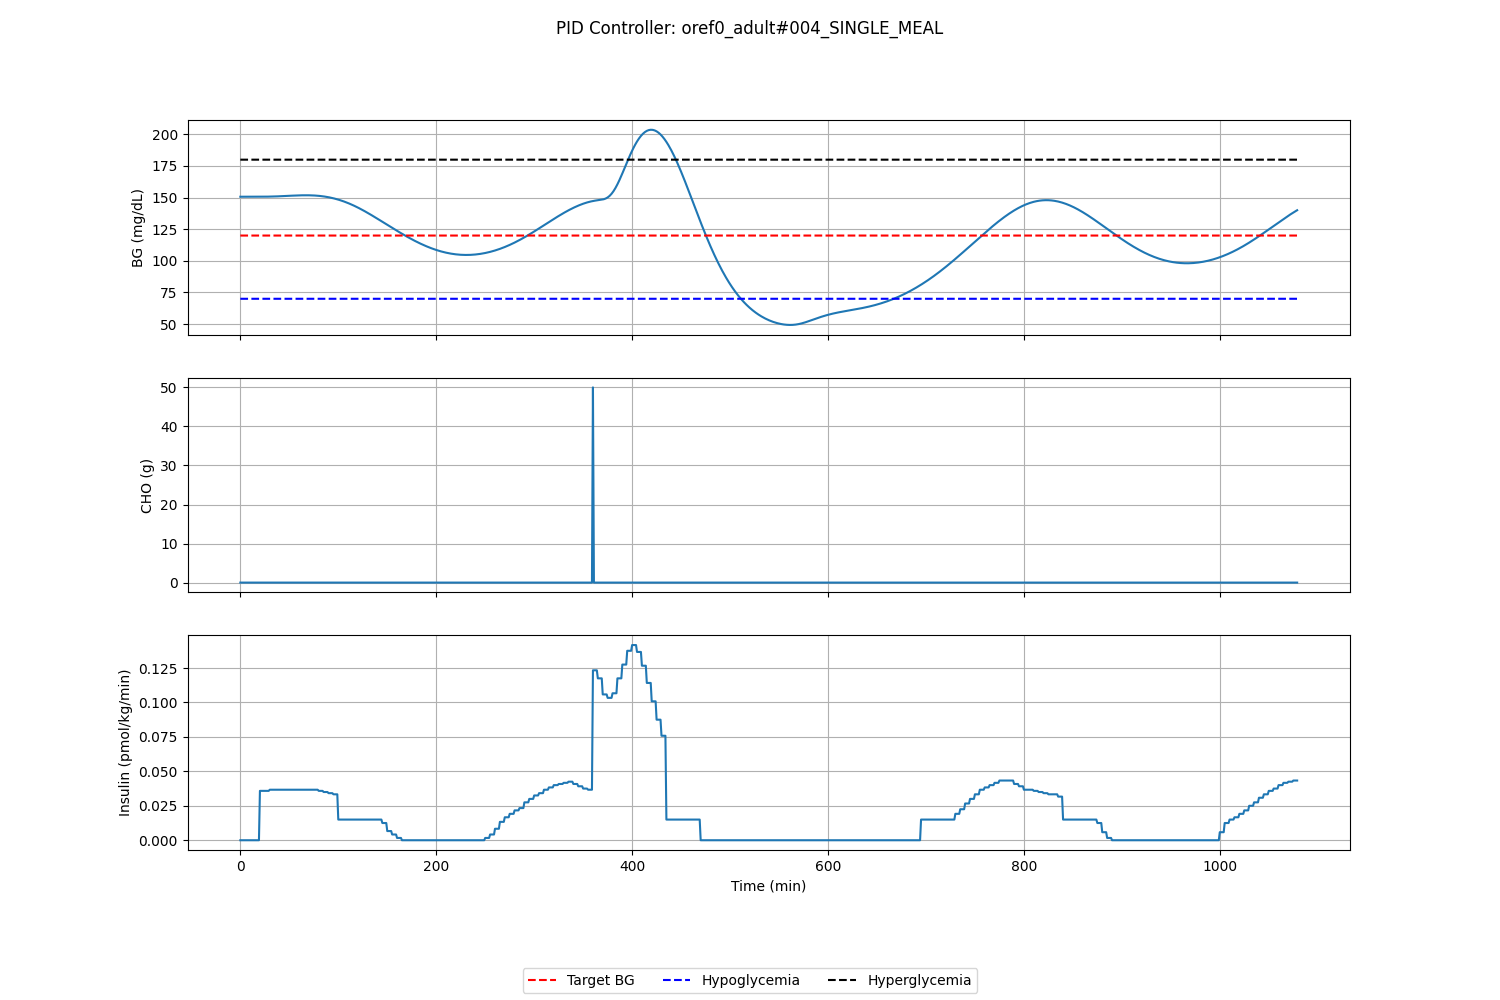 PID Controller: oref0_adult#004_SINGLE_MEAL
BG (mg/dL)
200
175
150
125
100
75
50
CHO (g)
50
40
30
20
10
0
Insulin (pmol/kg/min)
0.125
0.100
0.075
0.050
0.025
0.000
0 200 400 600 800 1000
Time (min)
Target BG Hypoglycemia Hyperglycemia